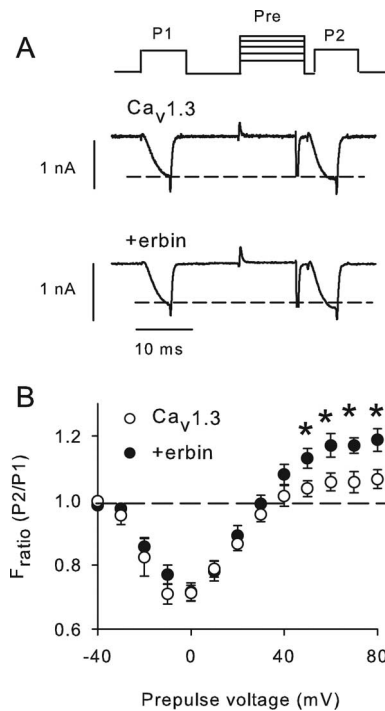 A
P1
Pre
P2
Cav1.3
1 nA
+erbin
1 nA
10 ms
B
Cav1.3
+erbin
* * * *
Fratio (P2/P1)
1.2
1.0
0.8
0.6
-40
0
40
80
Prepulse voltage (mV)